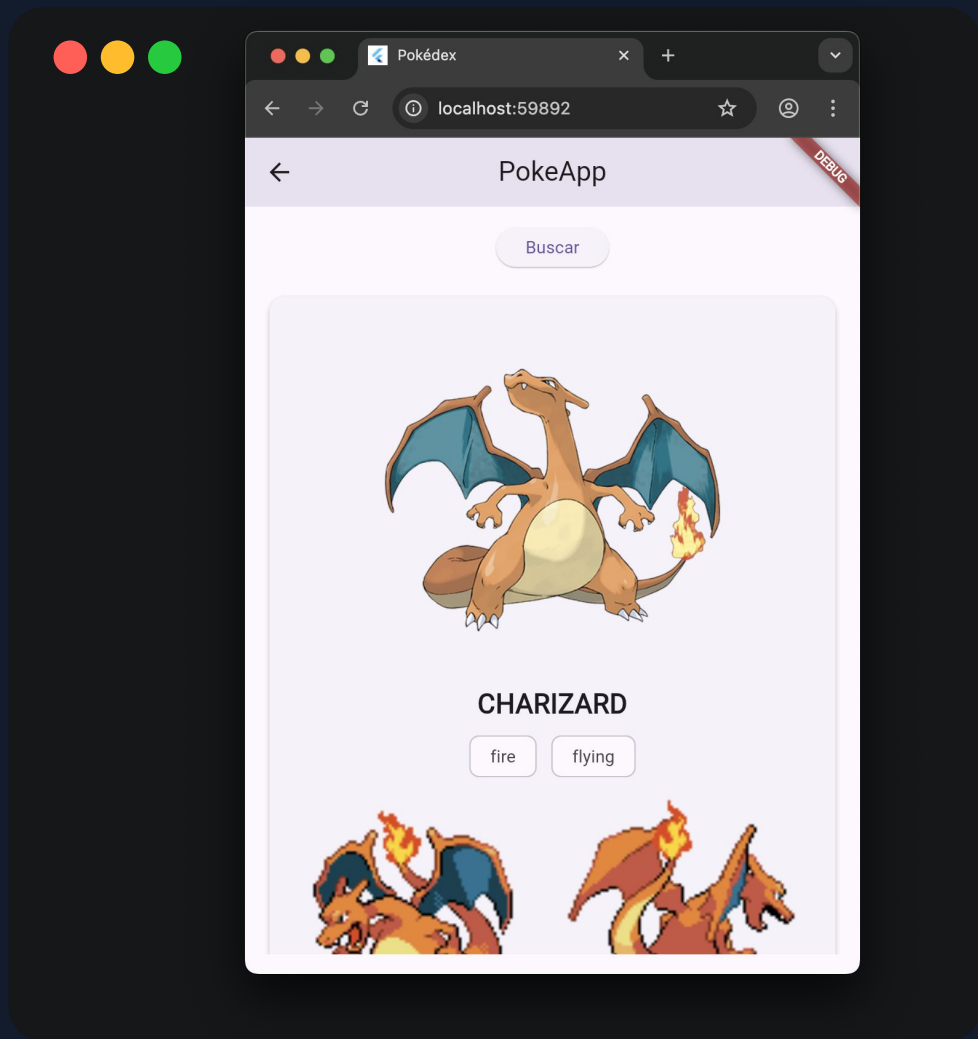 Pokédex
localhost:59892
PokeApp
DEBUG
Buscar
CHARIZARD
fire
flying